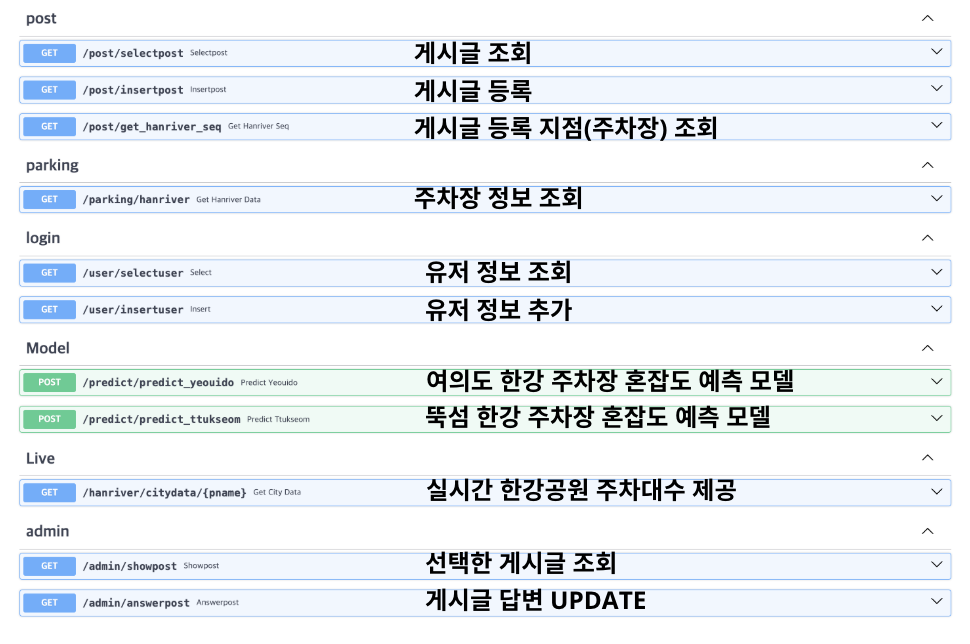 post
GET /post/selectpost Selectpost 게시글 조회
GET /post/insertpost Insertpost 게시글 등록
GET /post/get_hanriver_seq Get Hanriver Seq 게시글 등록 지점(주차장) 조회
parking
GET /parking/hanriver Get Hanriver Data 주차장 정보 조회
login
GET /user/selectuser Select 유저 정보 조회
GET /user/insertuser Insert 유저 정보 추가
Model
POST /predict/predict_yeouido Predict Yeouido 여의도 한강 주차장 혼잡도 예측 모델
POST /predict/predict_ttukseom Predict Ttukseom 뚝섬 한강 주차장 혼잡도 예측 모델
Live
GET /hanriver/citydata/{pname} Get City Data 실시간 한강공원 주차대수 제공
admin
GET /admin/showpost Showpost 선택한 게시글 조회
GET /admin/answerpost Answerpost 게시글 답변 UPDATE